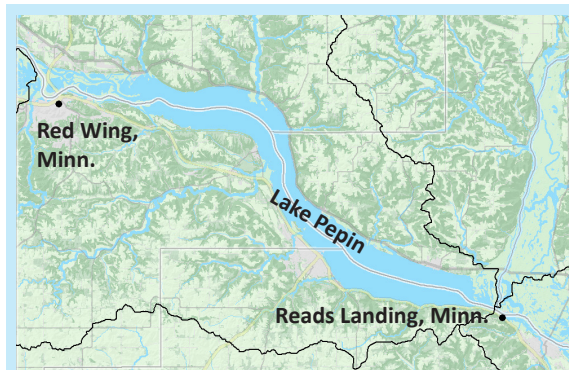 Red Wing,
Minn.
Lake Pepin
Reads Landing, Minn.